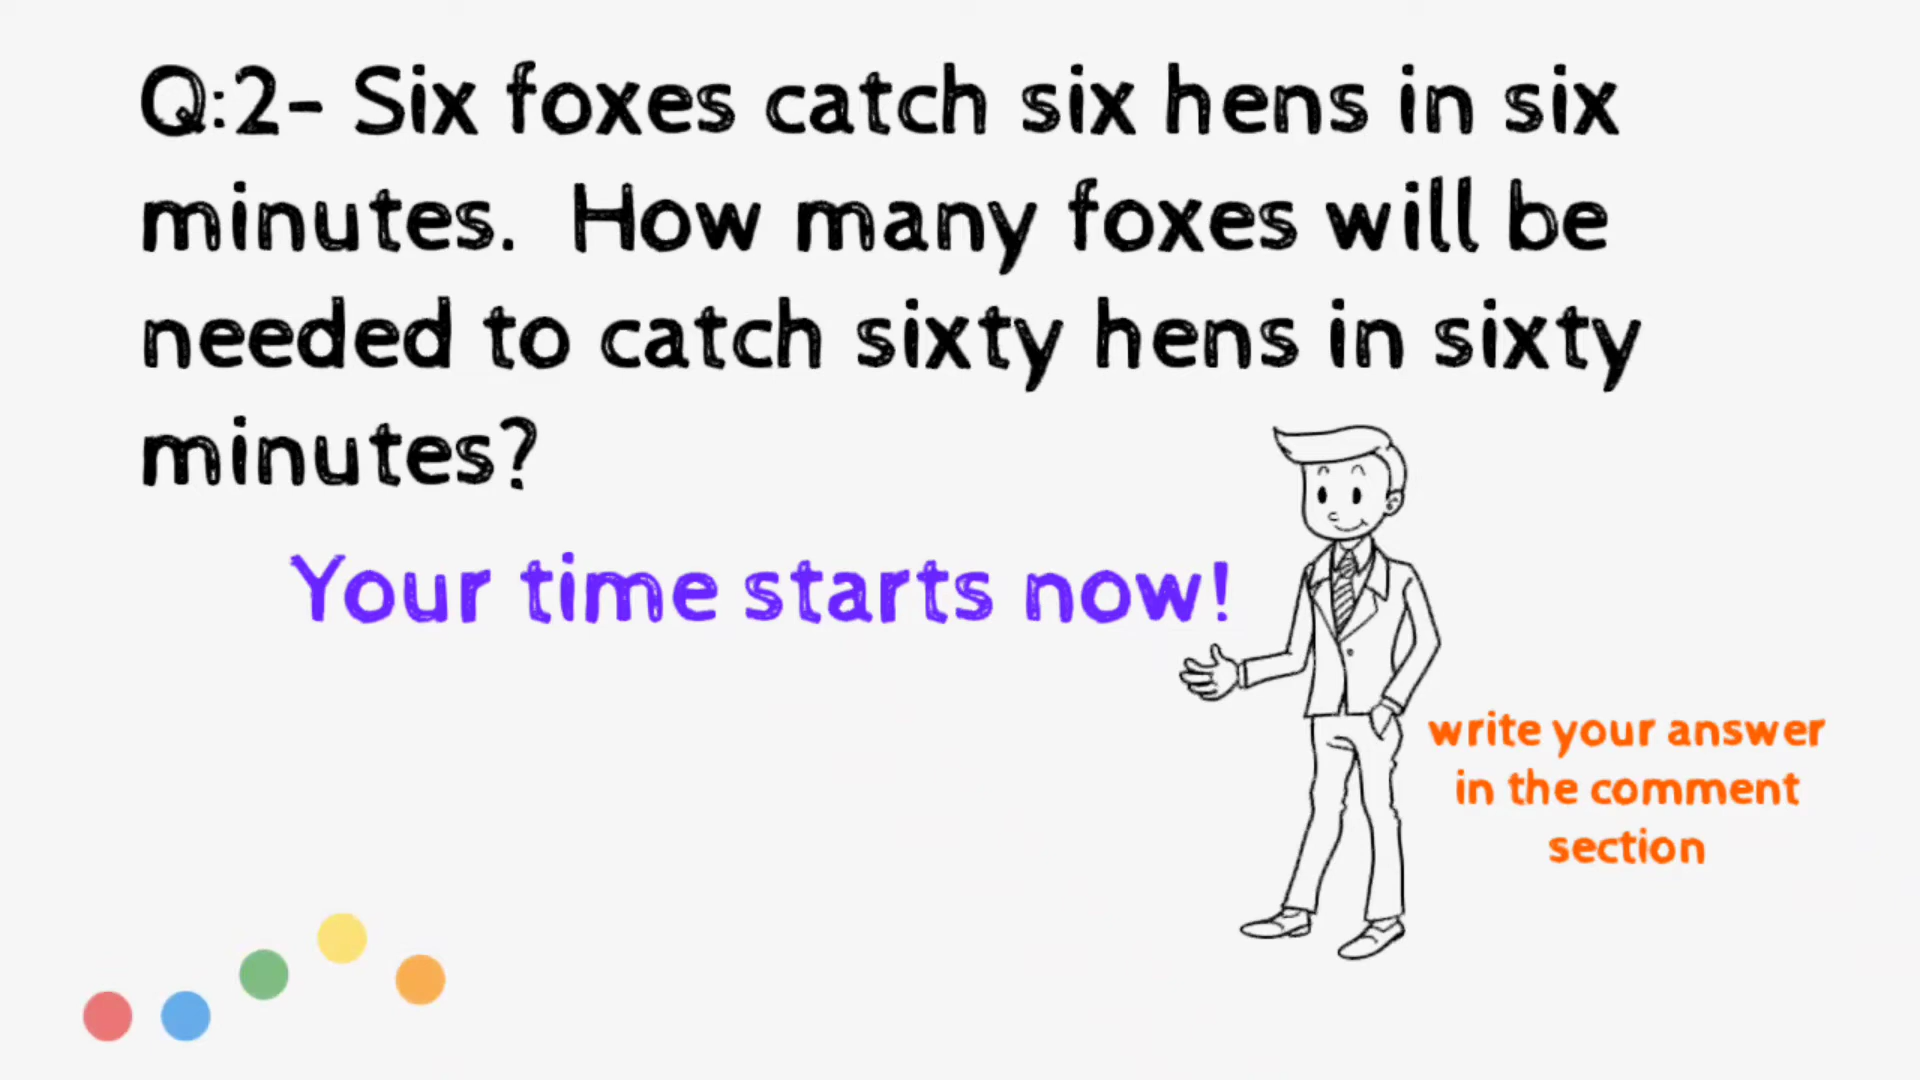 Q:2- Six foxes catch six hens in six
minutes. How many foxes will be
needed to catch sixty hens in sixty
minutes?
Your time starts now!
write your answer
in the comment
section